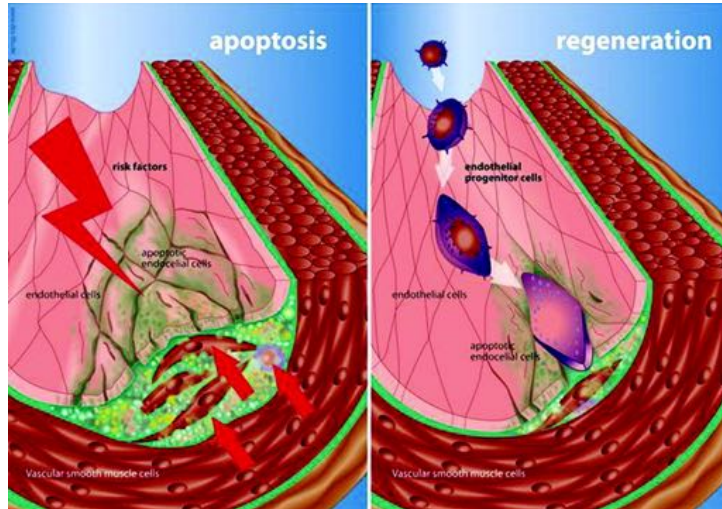 apoptosis
risk factors
apoptotic
endocelial cells
endothelial cells
Vascular smooth muscle cells
regeneration
endothelial
progenitor cells
endothelial cells
apoptotic
endocelial cells
Vascular smooth muscle cells